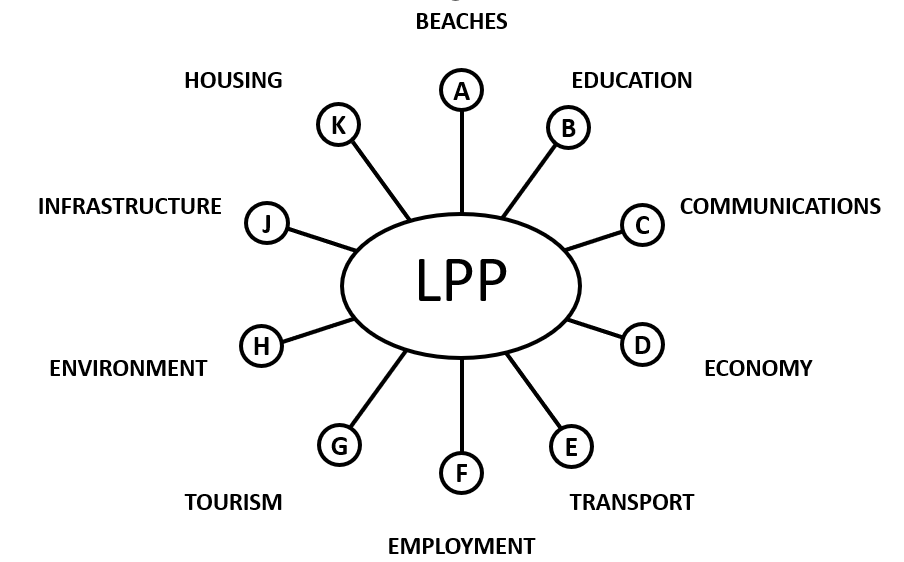 BEACHES
HOUSING
EDUCATION
A
K
B
INFRASTRUCTURE
COMMUNICATIONS
J
C
LPP
H
D
ENVIRONMENT
ECONOMY
G
E
F
TOURISM
TRANSPORT
EMPLOYMENT